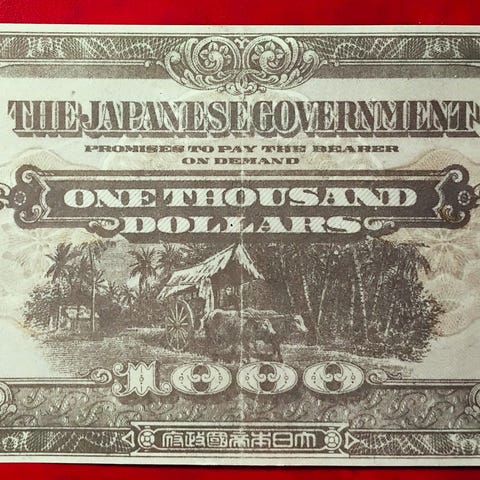 THE JAPANESE GOVERNMENT
PROMISES TO PAY THE BEARER
ON DEMAND
ONE THOUSAND
DOLLARS
1000
大日本帝國政府